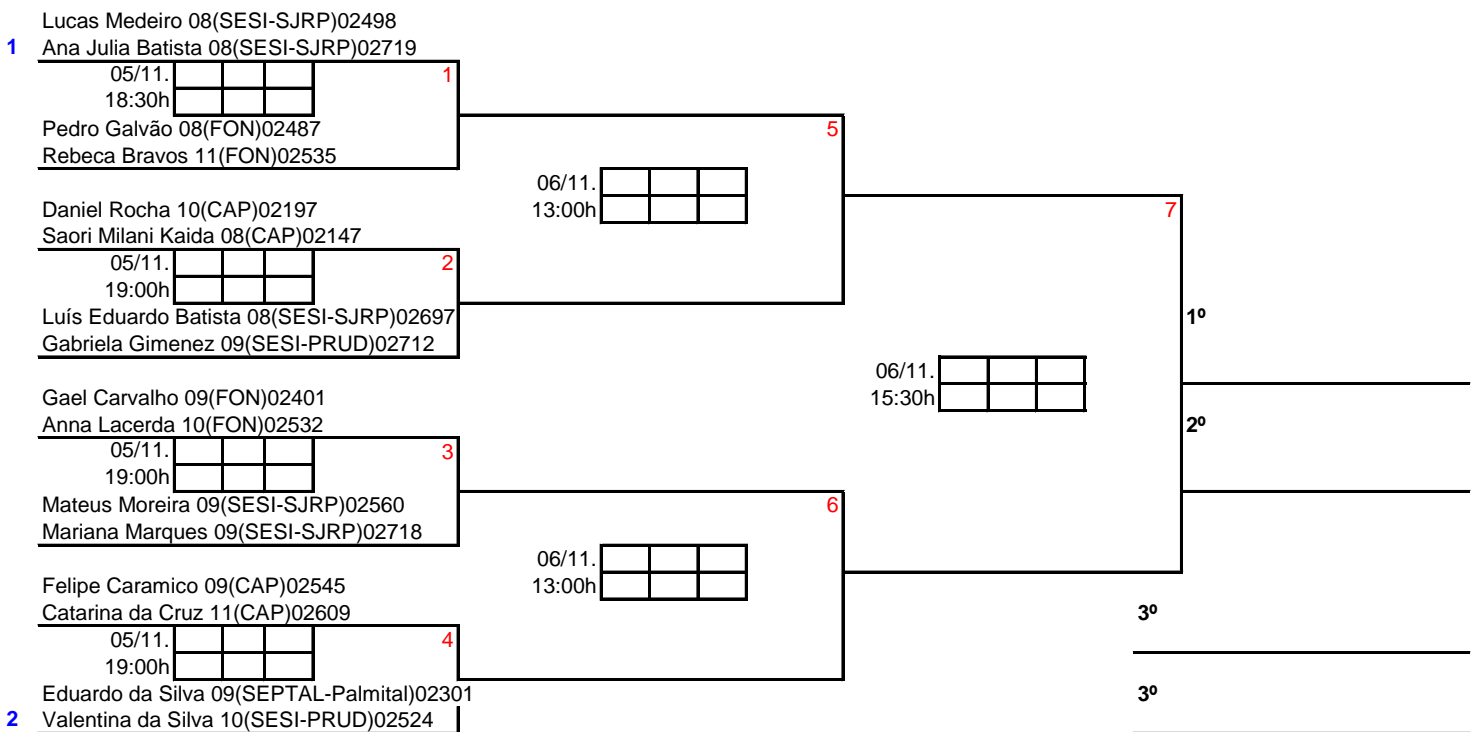 Lucas Medeiro 08(SESI-SJRP)02498
1 Ana Julia Batista 08(SESI-SJRP)02719
05/11. 1
18:30h
Pedro Galvão 08(FON)02487
Rebeca Bravos 11(FON)02535
5
06/11.
13:00h
Daniel Rocha 10(CAP)02197
Saori Milani Kaida 08(CAP)02147
05/11. 2
19:00h
Luís Eduardo Batista 08(SESI-SJRP)02697
Gabriela Gimenez 09(SESI-PRUD)02712
7
1º
06/11.
15:30h
2º
Gael Carvalho 09(FON)02401
Anna Lacerda 10(FON)02532
05/11. 3
19:00h
Mateus Moreira 09(SESI-SJRP)02560
Mariana Marques 09(SESI-SJRP)02718
6
06/11.
13:00h
Felipe Caramico 09(CAP)02545
Catarina da Cruz 11(CAP)02609
05/11. 4
19:00h
Eduardo da Silva 09(SEPTAL-Palmital)02301
2 Valentina da Silva 10(SESI-PRUD)02524
3º
3º